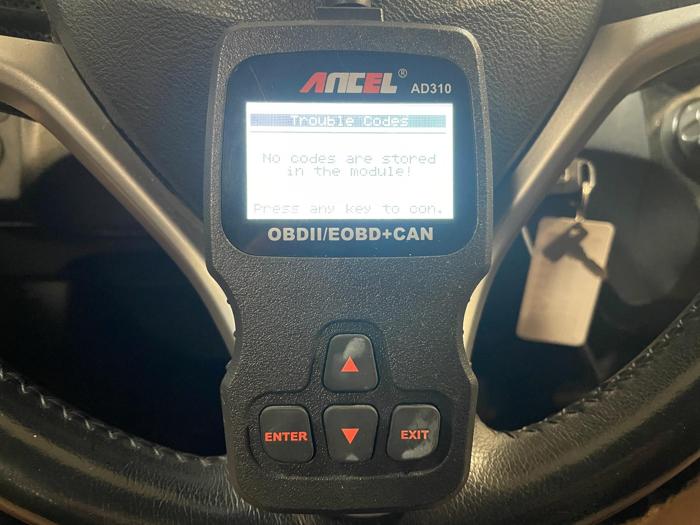 ANCEL®
AD310
Trouble Codes
No codes are stored
in the module!
Press any key to con.
OBDII/EOBD+CAN
ENTER
EXIT